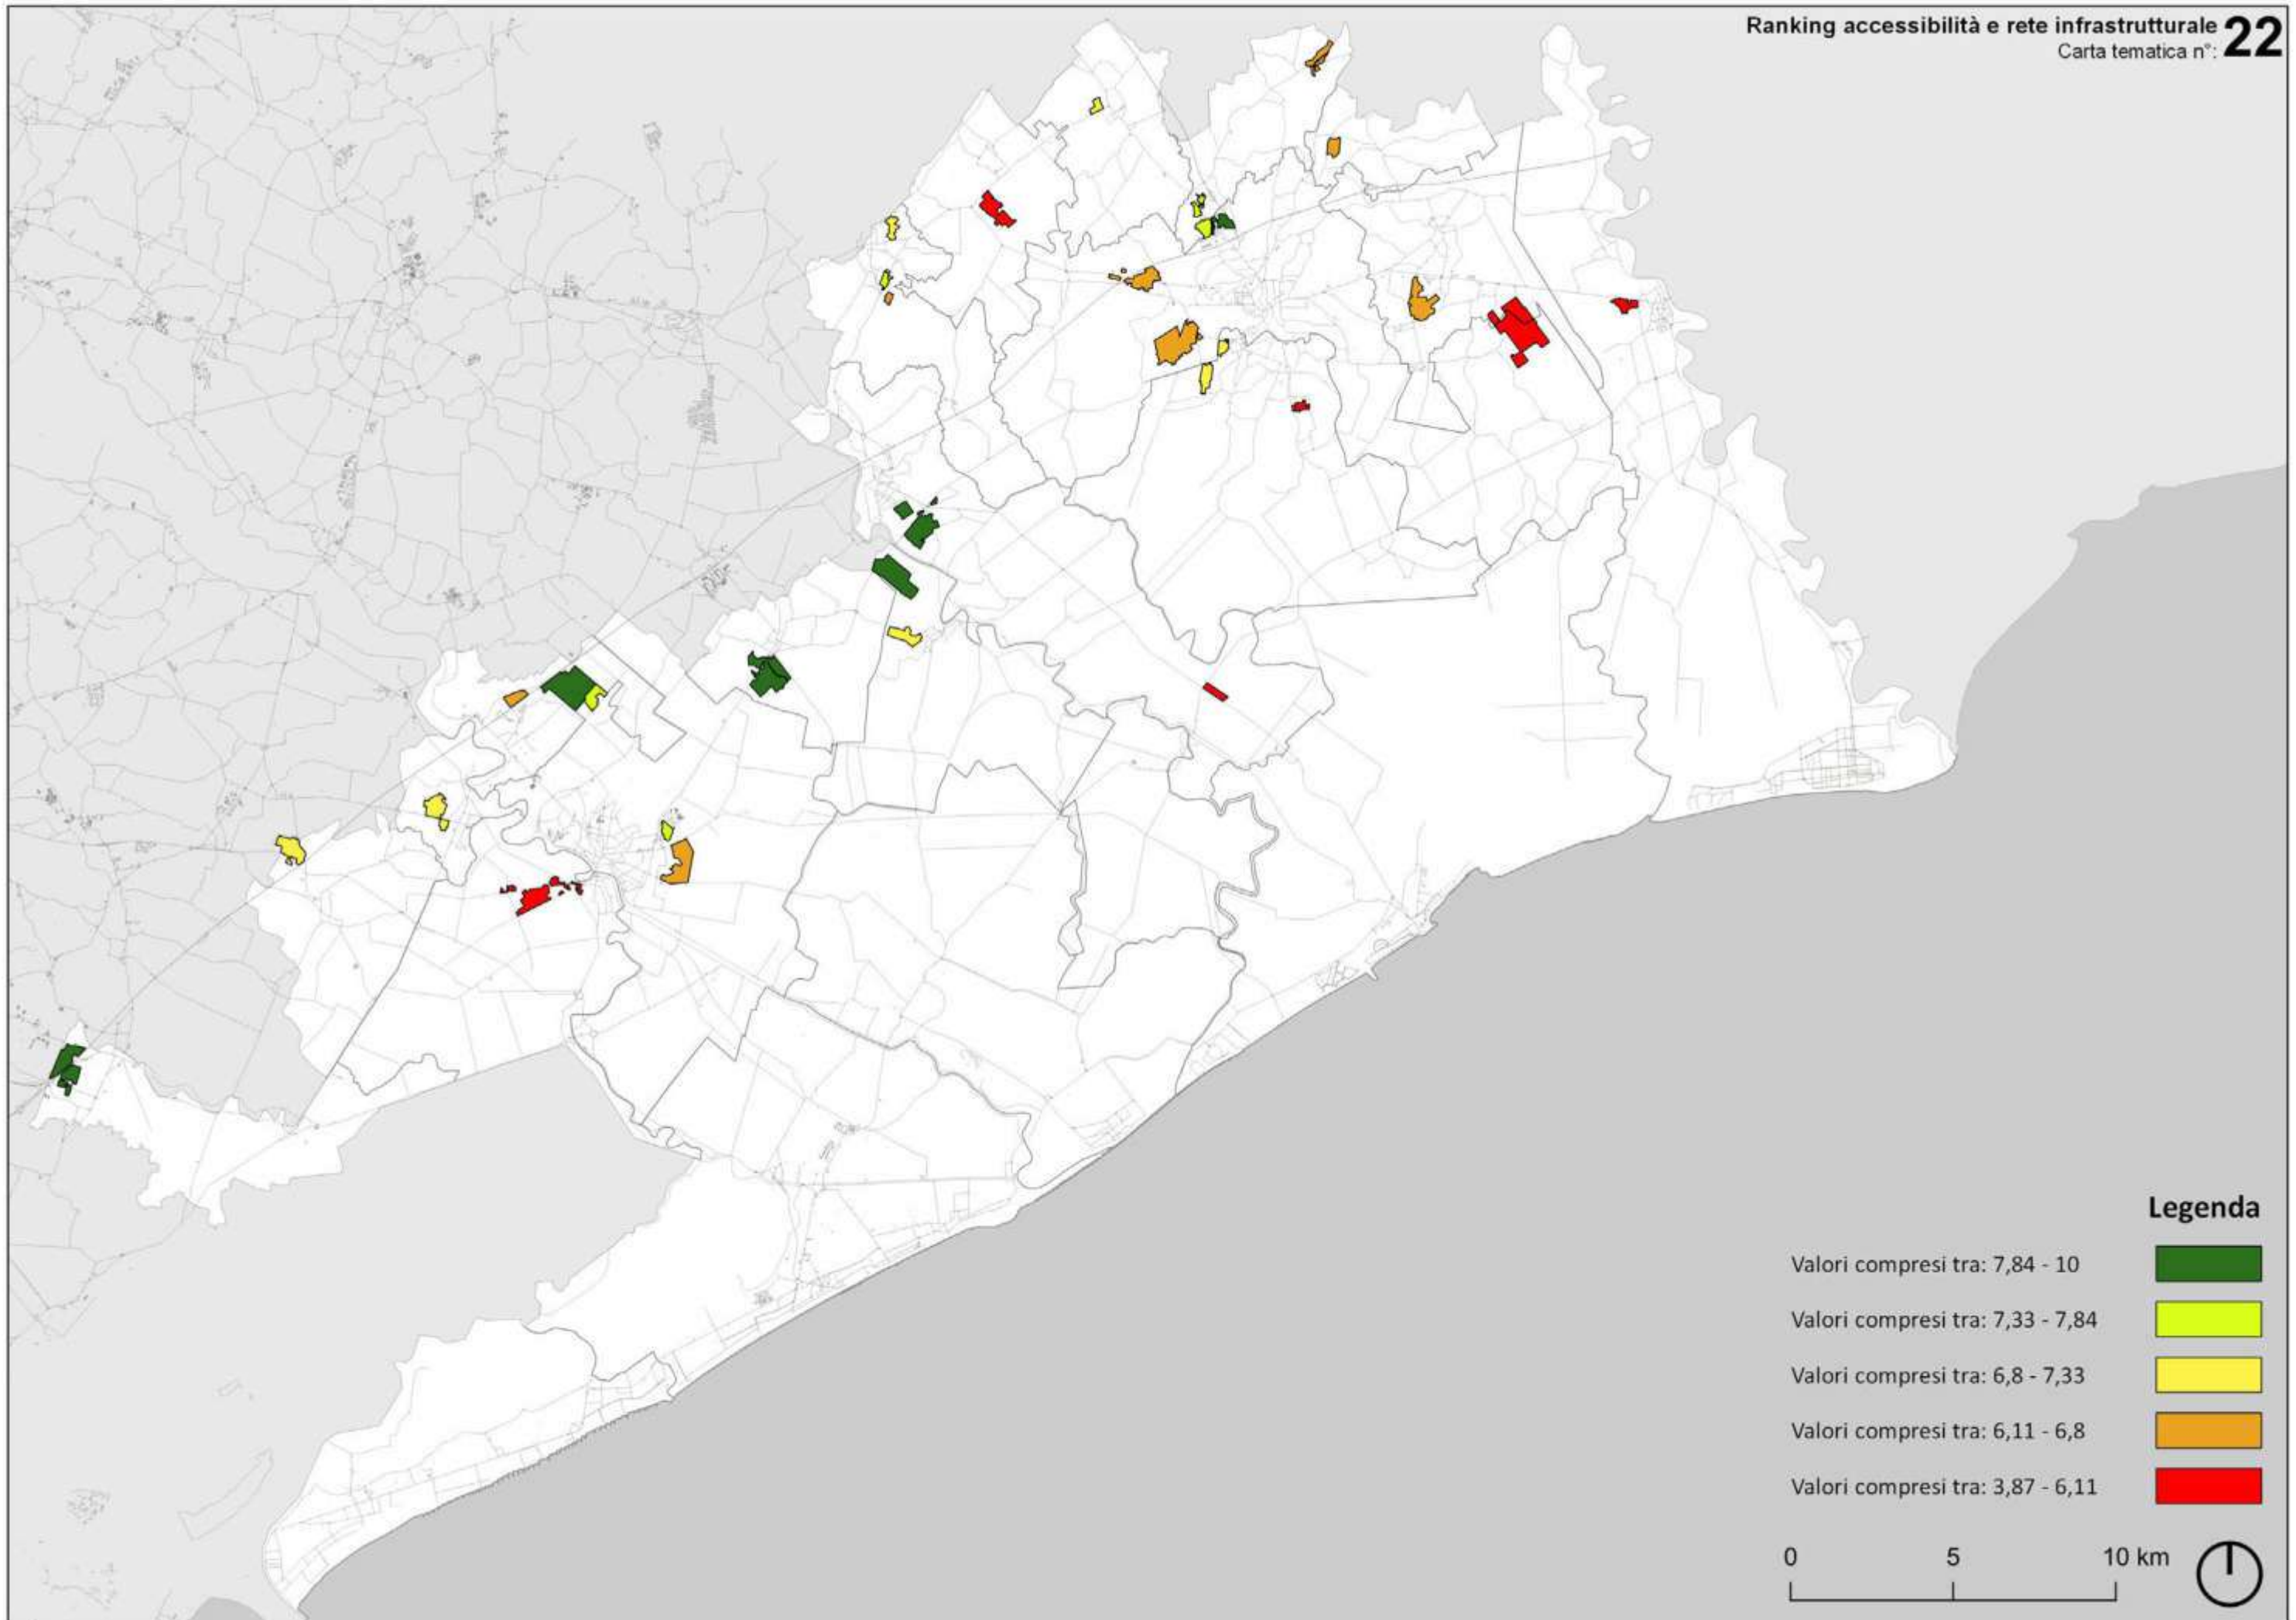 Ranking accessibilità e rete infrastrutturale 22
Carta tematica n°:
Legenda
Valori compresi tra: 7,84 - 10
Valori compresi tra: 7,33 - 7,84
Valori compresi tra: 6,8 - 7,33
Valori compresi tra: 6,11 - 6,8
Valori compresi tra: 3,87 - 6,11
0 5 10 km